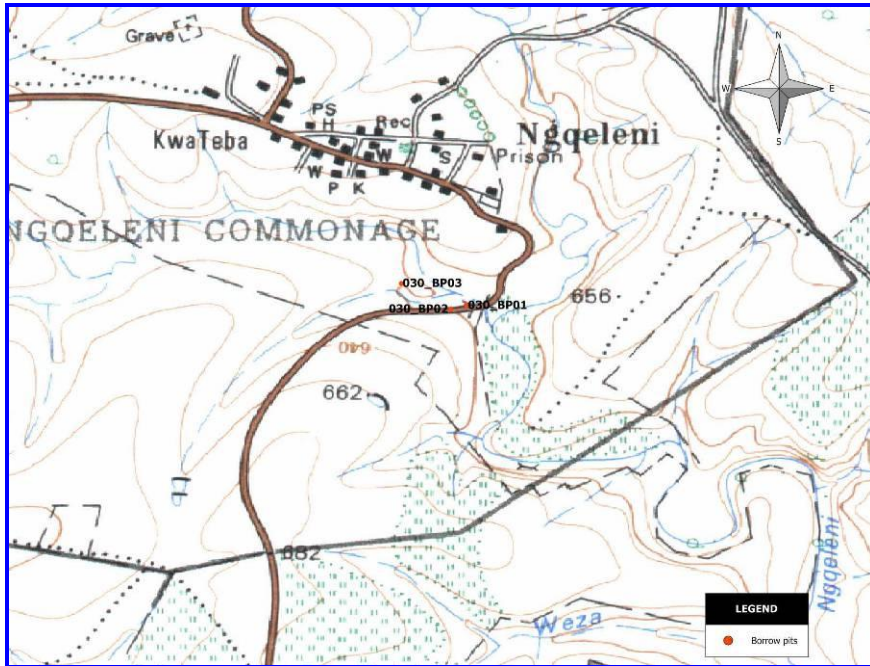 Grave
N
W
E
S
PS
H
Rec
KwaTeba
Ngqeleni
W
S
Prison
W
P
K
NGQELENI COMMONAGE
030_BP03
030_BP01
030_BP02
656
640
662
682
LEGEND
Borrow pits
Weza
Ngqeleni